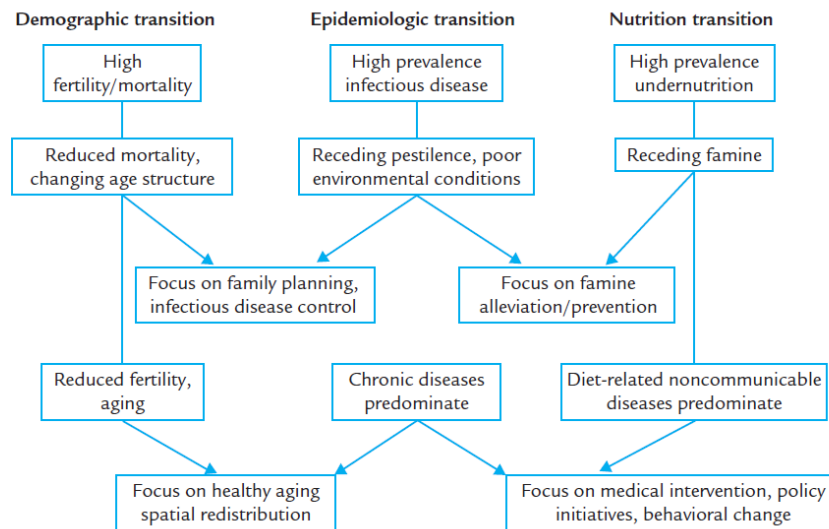 Demographic transition
Epidemiologic transition
Nutrition transition
High
fertility/mortality
High prevalence
infectious disease
High prevalence
undernutrition
Reduced mortality,
changing age structure
Receding pestilence, poor
environmental conditions
Receding famine
Focus on family planning,
infectious disease control
Focus on famine
alleviation/prevention
Reduced fertility,
aging
Chronic diseases
predominate
Diet-related noncommunicable
diseases predominate
Focus on healthy aging
spatial redistribution
Focus on medical intervention, policy
initiatives, behavioral change